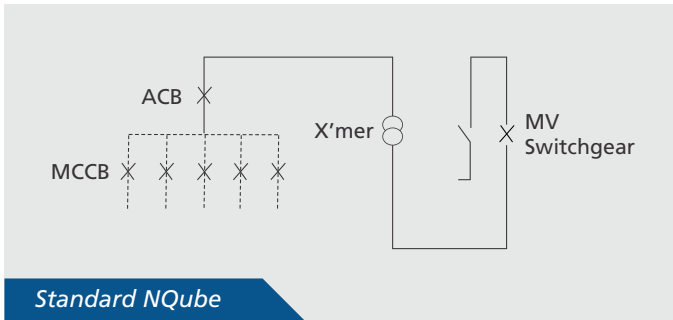 ACB
X’mer
MV
Switchgear
MCCB
Standard NQube